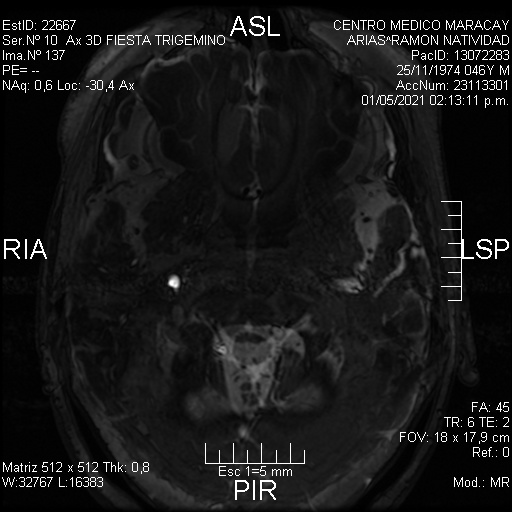 EstID: 22667
Ser.Nº 10 Ax 3D FIESTA TRIGEMINO
Ima.Nº 137
PE= --
NAq: 0,6 Loc: -30,4 Ax
ASL
CENTRO MEDICO MARACAY
ARIAS^RAMON NATIVIDAD
PacID: 13072283
25/11/1974 046Y M
AccNum: 23113301
01/05/2021 02:13:11 p.m.
RIA
LSP
Matriz 512 x 512 Thk: 0,8
W:32767 L:16383
Esc 1=5 mm
PIR
FA: 45
TR: 6 TE: 2
FOV: 18 x 17,9 cm
Ref.: 0
Mod.: MR